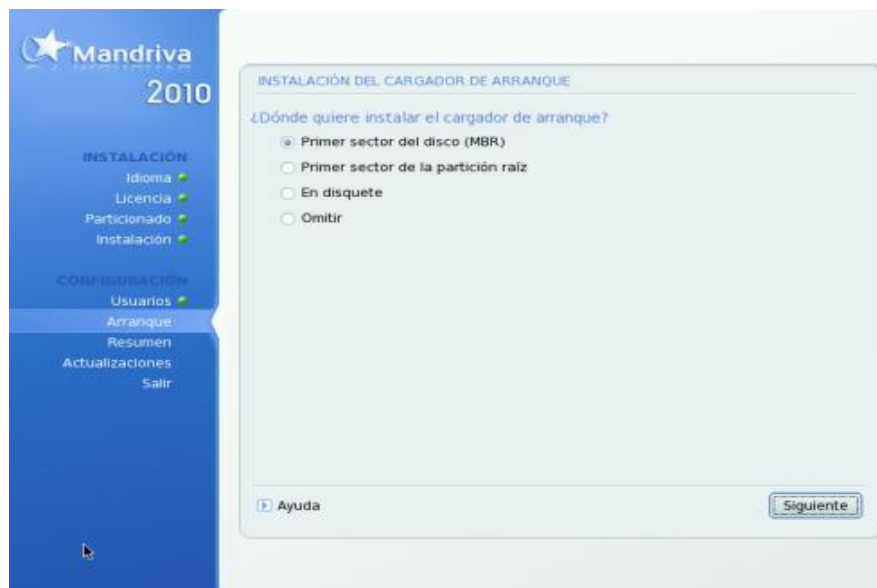 Mandriva
2010
INSTALACIÓN
Idioma
Licencia
Particionado
Instalación
CONFIGURACIÓN
Usuarios
Arranque
Resumen
Actualizaciones
Salir
INSTALACIÓN DEL CARGADOR DE ARRANQUE
¿Dónde quiere instalar el cargador de arranque?
Primer sector del disco (MBR)
Primer sector de la partición raíz
En disquete
Omitir
Ayuda
Siguiente